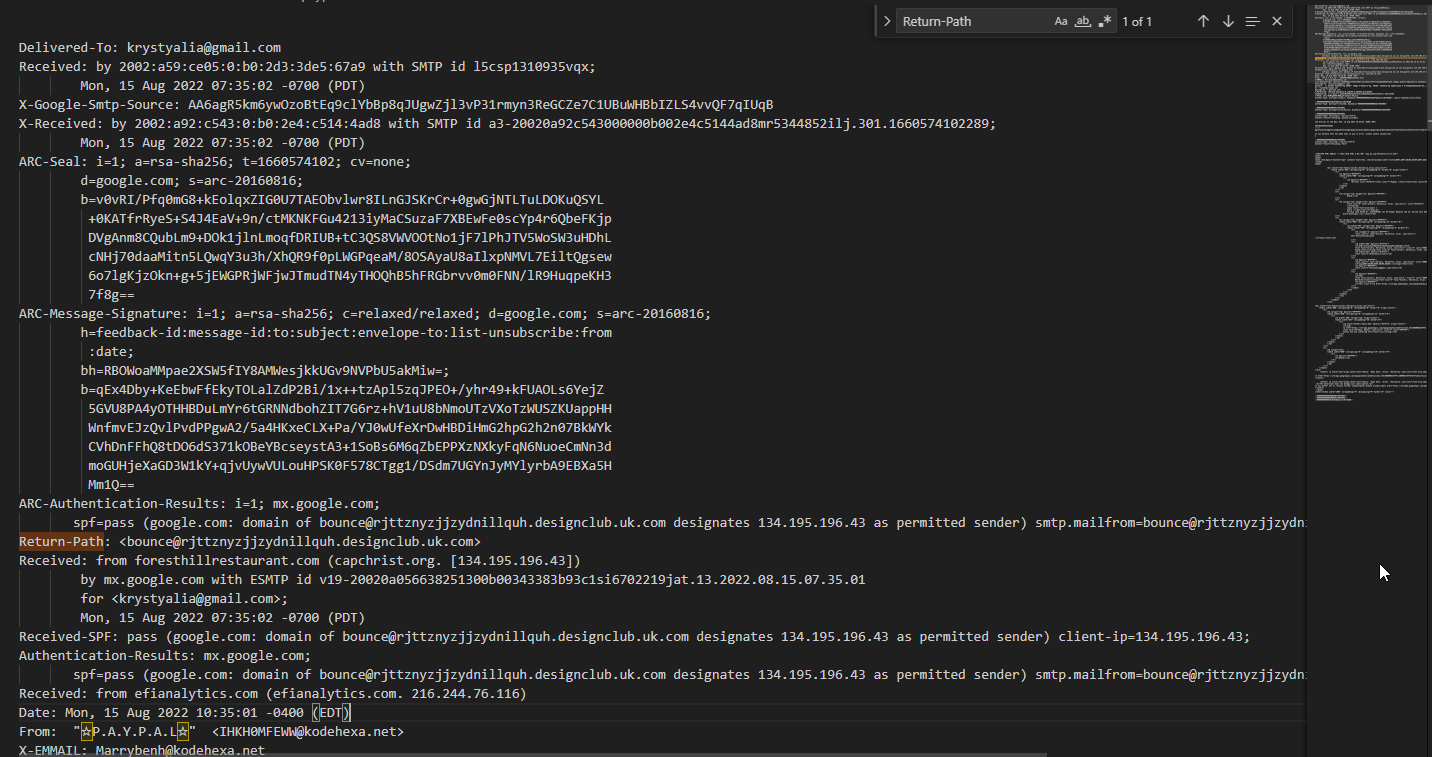 Return-Path Aa ab .* 1 of 1
Delivered-To: krystyalia@gmail.com
Received: by 2002:a59:ce05:0:b0:2d3:3de5:67a9 with SMTP id l5csp1310935vqx;
Mon, 15 Aug 2022 07:35:02 -0700 (PDT)
X-Google-Smtp-Source: AA6agR5km6ywOzoBtEq9clYbBp8qJUgwZjl3vP31rmyn3ReGCZe7C1UBuWHBbIZLS4vvQF7qIUqB
X-Received: by 2002:a92:c543:0:b0:2e4:c514:4ad8 with SMTP id a3-20020a92c543000000b002e4c5144ad8mr5344852ilj.301.1660574102289;
Mon, 15 Aug 2022 07:35:02 -0700 (PDT)
ARC-Seal: i=1; a=rsa-sha256; t=1660574102; cv=none;
d=google.com; s=arc-20160816;
b=v0vRI/Pfq0mG8+kEolqxZIG0U7TAEObvlwr8ILnGJSKrCr+0gwGjNTLTuLDOKuQSYL
+0KATfrRyeS+S4J4EaV+9n/ctMKNKFGu4213iyMaCSuzaF7XBEwFe0scYp4r6QbeFKjp
DVgAnm8CQubLm9+DOk1jlnLmoqfDRIUB+tC3QS8VWVOOtNo1jF7lPhJTV5WoSW3uHDhL
cNHj70daaMitn5LQwqY3u3h/XhQR9f0pLWGPqeaM/8OSAyaU8aIlxpNMVL7EiltQgsew
6o7lgKjzOkn+g+5jEWGPRjWFjwJTmudTN4yTHOQhB5hFRGbrvv0m0FNN/lR9HuqpeKH3
7f8g==
ARC-Message-Signature: i=1; a=rsa-sha256; c=relaxed/relaxed; d=google.com; s=arc-20160816;
h=feedback-id:message-id:to:subject:envelope-to:list-unsubscribe:from
:date;
bh=RBOWoaMMpae2XSW5fIY8AMWesjkkUGv9NVPbU5akMiw=;
b=qEx4Dby+KeEbwFfEkyTOLalZdP2Bi/1x++tzApl5zqJPEO+/yhr49+kFUAOLs6YejZ
5GVU8PA4yOTHHBDuLmYr6tGRNNdbohZIT7G6rz+hV1uU8bNmoUTzVXoTzWUSZKUappHH
WnfmvEJzQvlPvdPPgwA2/5a4HKxeCLX+Pa/YJ0wUfeXrDwHBDiHmG2hpG2h2n07BkWYk
CVhDnFFhQ8tDO6dS371kOBeYBcseystA3+1SoBs6M6qZbEPPXzNXkyFqN6NuoeCmNn3d
moGUHjeXaGD3W1kY+qjvUywVULouHPSK0F578CTgg1/DSdm7UGYnJyMYlyrbA9EBXa5H
Mm1Q==
ARC-Authentication-Results: i=1; mx.google.com;
spf=pass (google.com: domain of bounce@rjttznyzjjzydnillquh.designclub.uk.com designates 134.195.196.43 as permitted sender) smtp.mailfrom=bounce@rjttznyzjjzydni
Return-Path: <bounce@rjttznyzjjzydnillquh.designclub.uk.com>
Received: from foresthillrestaurant.com (capchrist.org. [134.195.196.43])
by mx.google.com with ESMTP id v19-20020a056638251300b00343383b93c1si6702219jat.13.2022.08.15.07.35.01
for <krystyalia@gmail.com>;
Mon, 15 Aug 2022 07:35:02 -0700 (PDT)
Received-SPF: pass (google.com: domain of bounce@rjttznyzjjzydnillquh.designclub.uk.com designates 134.195.196.43 as permitted sender) client-ip=134.195.196.43;
Authentication-Results: mx.google.com;
spf=pass (google.com: domain of bounce@rjttznyzjjzydnillquh.designclub.uk.com designates 134.195.196.43 as permitted sender) smtp.mailfrom=bounce@rjttznyzjjzydni
Received: from efianalytics.com (efianalytics.com. 216.244.76.116)
Date: Mon, 15 Aug 2022 10:35:01 -0400 (EDT)
From: "☆P.A.Y.P.A.L☆" <IHKH0MFEWW@kodehexa.net>
X-EMMAIL: Marrybenh@kodehexa.net